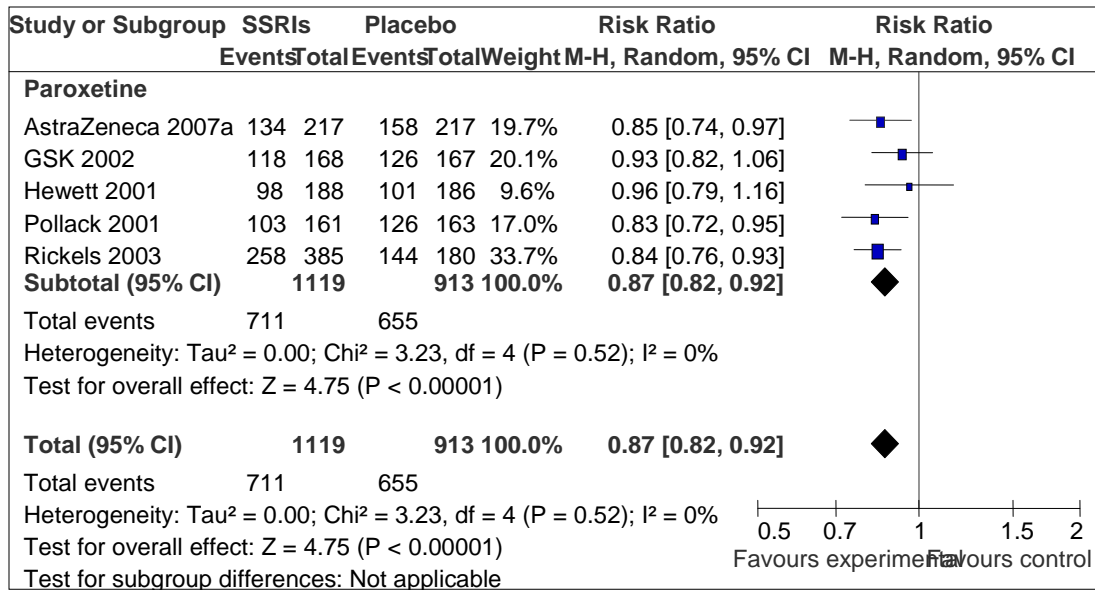 Study or Subgroup SSRIs Placebo Risk Ratio Risk Ratio
Events Total Events Total Weight M-H, Random, 95% CI M-H, Random, 95% CI
Paroxetine
AstraZeneca 2007a 134 217 158 217 19.7% 0.85 [0.74, 0.97]
GSK 2002 118 168 126 167 20.1% 0.93 [0.82, 1.06]
Hewett 2001 98 188 101 186 9.6% 0.96 [0.79, 1.16]
Pollack 2001 103 161 126 163 17.0% 0.83 [0.72, 0.95]
Rickels 2003 258 385 144 180 33.7% 0.84 [0.76, 0.93]
Subtotal (95% CI) 1119 913 100.0% 0.87 [0.82, 0.92]
Total events 711 655
Heterogeneity: Tau² = 0.00; Chi² = 3.23, df = 4 (P = 0.52); I² = 0%
Test for overall effect: Z = 4.75 (P < 0.00001)
Total (95% CI) 1119 913 100.0% 0.87 [0.82, 0.92]
Total events 711 655
Heterogeneity: Tau² = 0.00; Chi² = 3.23, df = 4 (P = 0.52); I² = 0%
Test for overall effect: Z = 4.75 (P < 0.00001)
Test for subgroup differences: Not applicable
0.5 0.7 1 1.5 2
Favours experimental Favours control